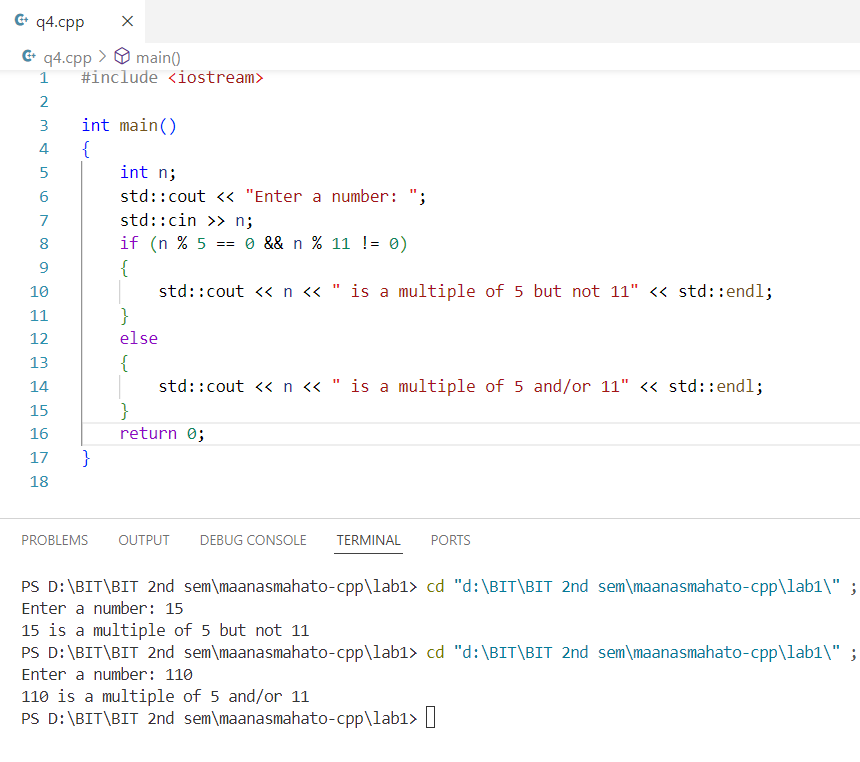 q4.cpp
q4.cpp > main()
1 #include <iostream>
2
3 int main()
4 {
5     int n;
6     std::cout << "Enter a number: ";
7     std::cin >> n;
8     if (n % 5 == 0 && n % 11 != 0)
9     {
10         std::cout << n << " is a multiple of 5 but not 11" << std::endl;
11     }
12     else
13     {
14         std::cout << n << " is a multiple of 5 and/or 11" << std::endl;
15     }
16     return 0;
17 }
18
PROBLEMS OUTPUT DEBUG CONSOLE TERMINAL PORTS
PS D:\BIT\BIT 2nd sem\maanasmahato-cpp\lab1> cd "d:\BIT\BIT 2nd sem\maanasmahato-cpp\lab1\" ;
Enter a number: 15
15 is a multiple of 5 but not 11
PS D:\BIT\BIT 2nd sem\maanasmahato-cpp\lab1> cd "d:\BIT\BIT 2nd sem\maanasmahato-cpp\lab1\" ;
Enter a number: 110
110 is a multiple of 5 and/or 11
PS D:\BIT\BIT 2nd sem\maanasmahato-cpp\lab1>